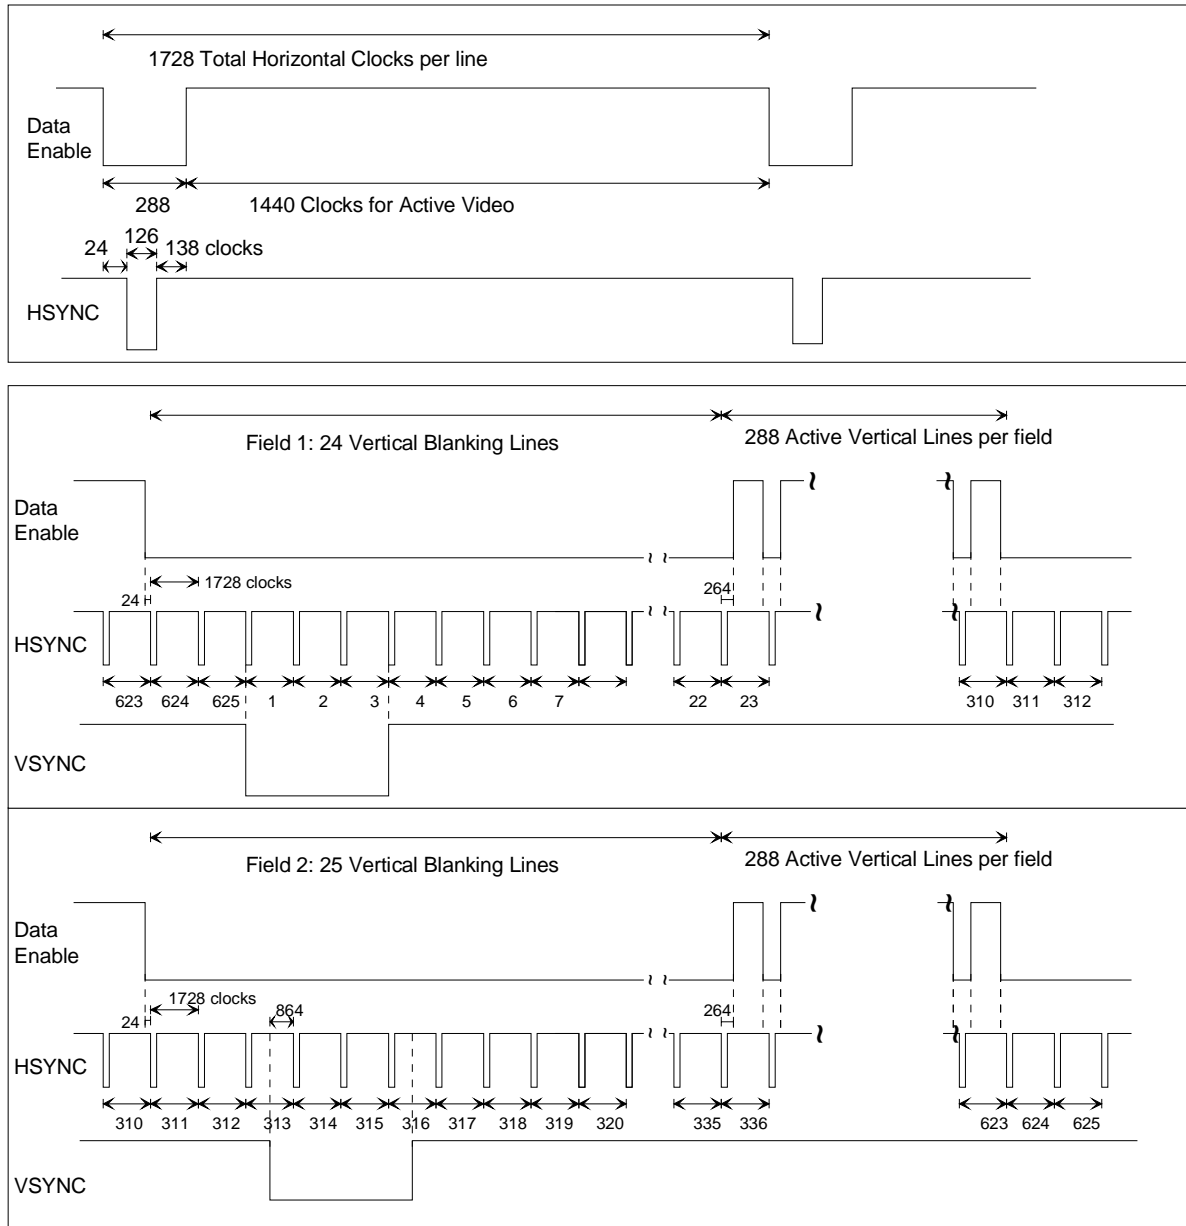 1728 Total Horizontal Clocks per line
Data
Enable
288
1440 Clocks for Active Video
126
24
138 clocks
HSYNC
Field 1: 24 Vertical Blanking Lines
288 Active Vertical Lines per field
Data
Enable
1728 clocks
24
264
HSYNC
623 624 625 1 2 3 4 5 6 7 22 23 310 311 312
VSYNC
Field 2: 25 Vertical Blanking Lines
288 Active Vertical Lines per field
Data
Enable
1728 clocks
864
24
264
HSYNC
310 311 312 313 314 315 316 317 318 319 320 335 336 623 624 625
VSYNC